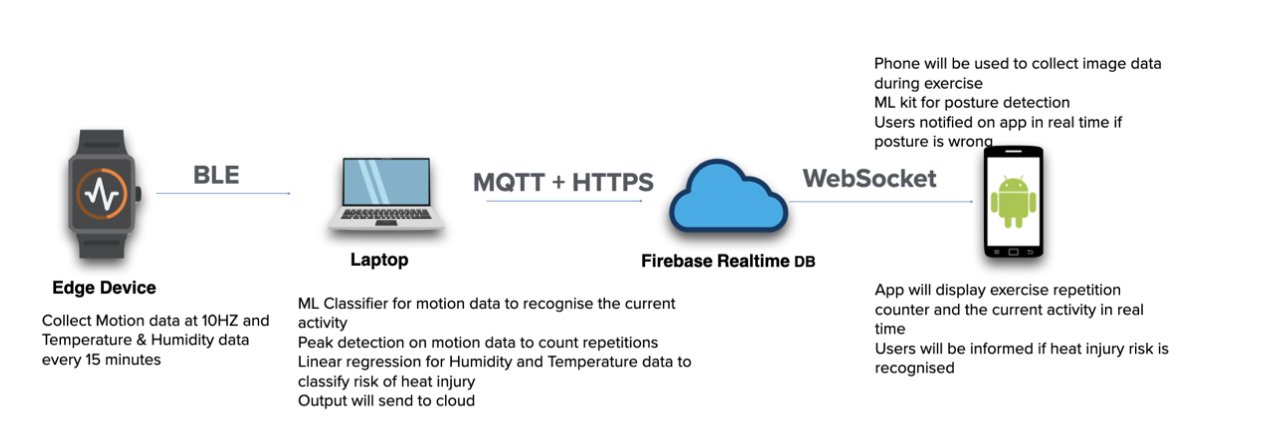 Phone will be used to collect image data
during exercise
ML kit for posture detection
Users notified on app in real time if
posture is wrong
BLE
MQTT + HTTPS
WebSocket
Edge Device
Laptop
Firebase Realtime DB
Collect Motion data at 10HZ and
Temperature & Humidity data
every 15 minutes
ML Classifier for motion data to recognise the current
activity
Peak detection on motion data to count repetitions
Linear regression for Humidity and Temperature data to
classify risk of heat injury
Output will send to cloud
App will display exercise repetition
counter and the current activity in real
time
Users will be informed if heat injury risk is
recognised